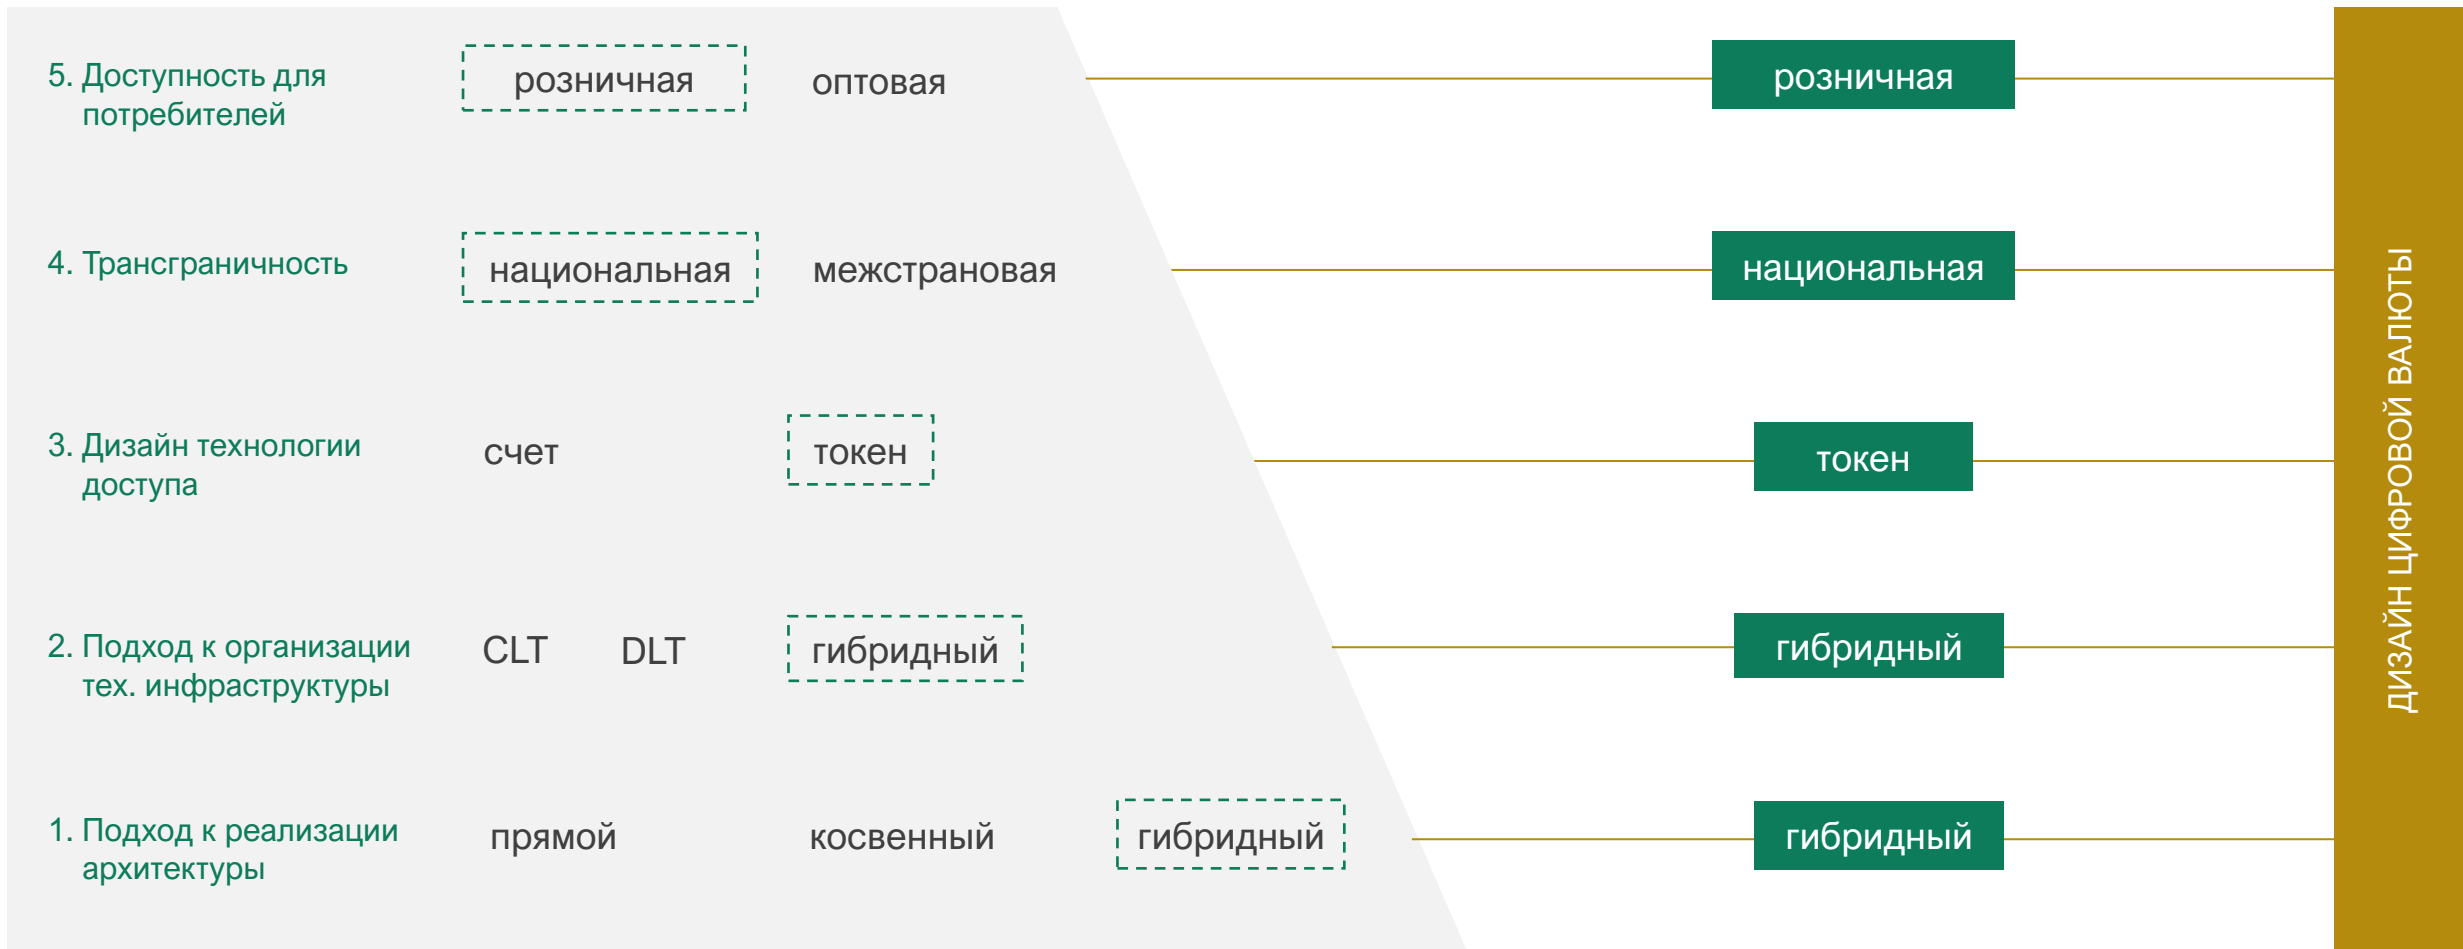 5. Доступность для
потребителей
розничная
оптовая
розничная
4. Трансграничность
национальная
межстрановая
национальная
3. Дизайн технологии
доступа
счет
токен
токен
2. Подход к организации
тех. инфраструктуры
CLT
DLT
гибридный
гибридный
1. Подход к реализации
архитектуры
прямой
косвенный
гибридный
гибридный
ДИЗАЙН ЦИФРОВОЙ ВАЛЮТЫ